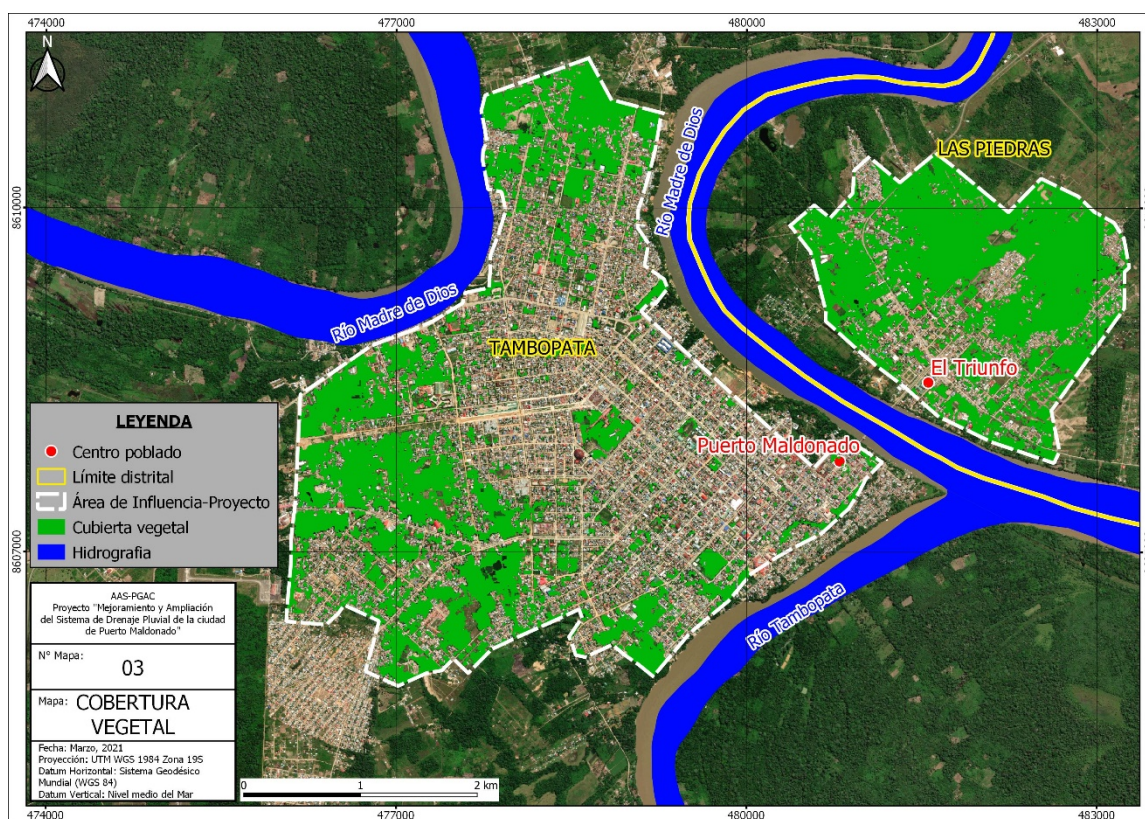 474000
477000
480000
483000
N
8610000
Río Madre de Dios
LAS PIEDRAS
Río Madre de Dios
TAMBOPATA
El Triunfo
Puerto Maldonado
LEYENDA
Centro poblado
Límite distrital
Área de Influencia-Proyecto
Cubierta vegetal
Hidrografia
8607000
Río Tambopata
AAS-PGAC
Proyecto "Mejoramiento y Ampliación
del Sistema de Drenaje Pluvial de la ciudad
de Puerto Maldonado"
N° Mapa:
03
Mapa: COBERTURA
VEGETAL
Fecha: Marzo, 2021
Proyección: UTM WGS 1984 Zona 19S
Datum Horizontal: Sistema Geodésico
Mundial (WGS 84)
Datum Vertical: Nivel medio del Mar
0 1 2 km
474000
477000
480000
483000